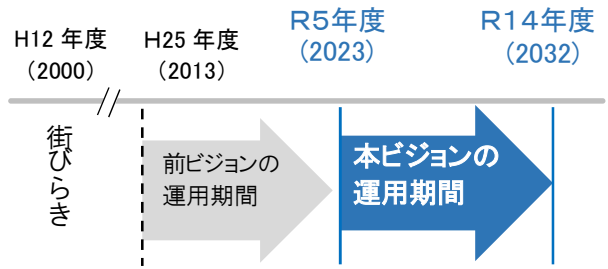 H12 年度
(2000)
H25 年度
(2013)
R5年度
(2023)
R14年度
(2032)
街びらき
前ビジョンの
運用期間
本ビジョンの
運用期間